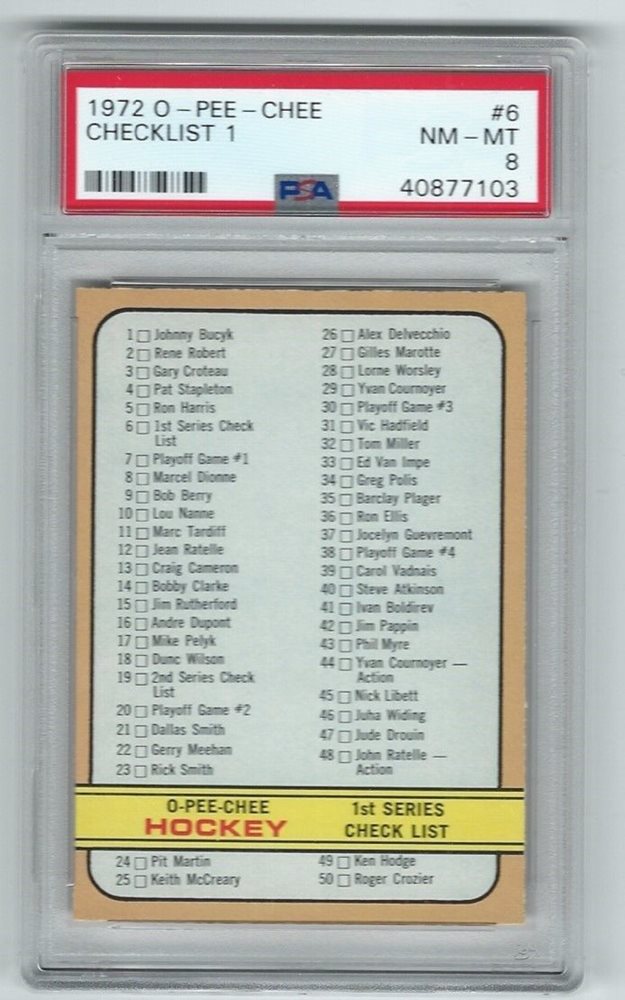 1972 O-PEE-CHEE #6
CHECKLIST 1 NM-MT
8
PSA 40877103
1 Johnny Bucyk
2 Rene Robert
3 Gary Croteau
4 Pat Stapleton
5 Ron Harris
6 1st Series Check
List
7 Playoff Game #1
8 Marcel Dionne
9 Bob Berry
10 Lou Nanne
11 Marc Tardiff
12 Jean Ratelle
13 Craig Cameron
14 Bobby Clarke
15 Jim Rutherford
16 Andre Dupont
17 Mike Pelyk
18 Dunc Wilson
19 2nd Series Check
List
20 Playoff Game #2
21 Dallas Smith
22 Gerry Meehan
23 Rick Smith
26 Alex Delvecchio
27 Gilles Marotte
28 Lorne Worsley
29 Yvan Cournoyer
30 Playoff Game #3
31 Vic Hadfield
32 Tom Miller
33 Ed Van Impe
34 Greg Polis
35 Barclay Plager
36 Ron Ellis
37 Jocelyn Guevremont
38 Playoff Game #4
39 Carol Vadnais
40 Steve Atkinson
41 Ivan Boldirev
42 Jim Pappin
43 Phil Myre
44 Yvan Cournoyer —
Action
45 Nick Libett
46 Juha Widing
47 Jude Drouin
48 John Ratelle —
Action
O-PEE-CHEE
HOCKEY
1st SERIES
CHECK LIST
24 Pit Martin
25 Keith McCreary
49 Ken Hodge
50 Roger Crozier